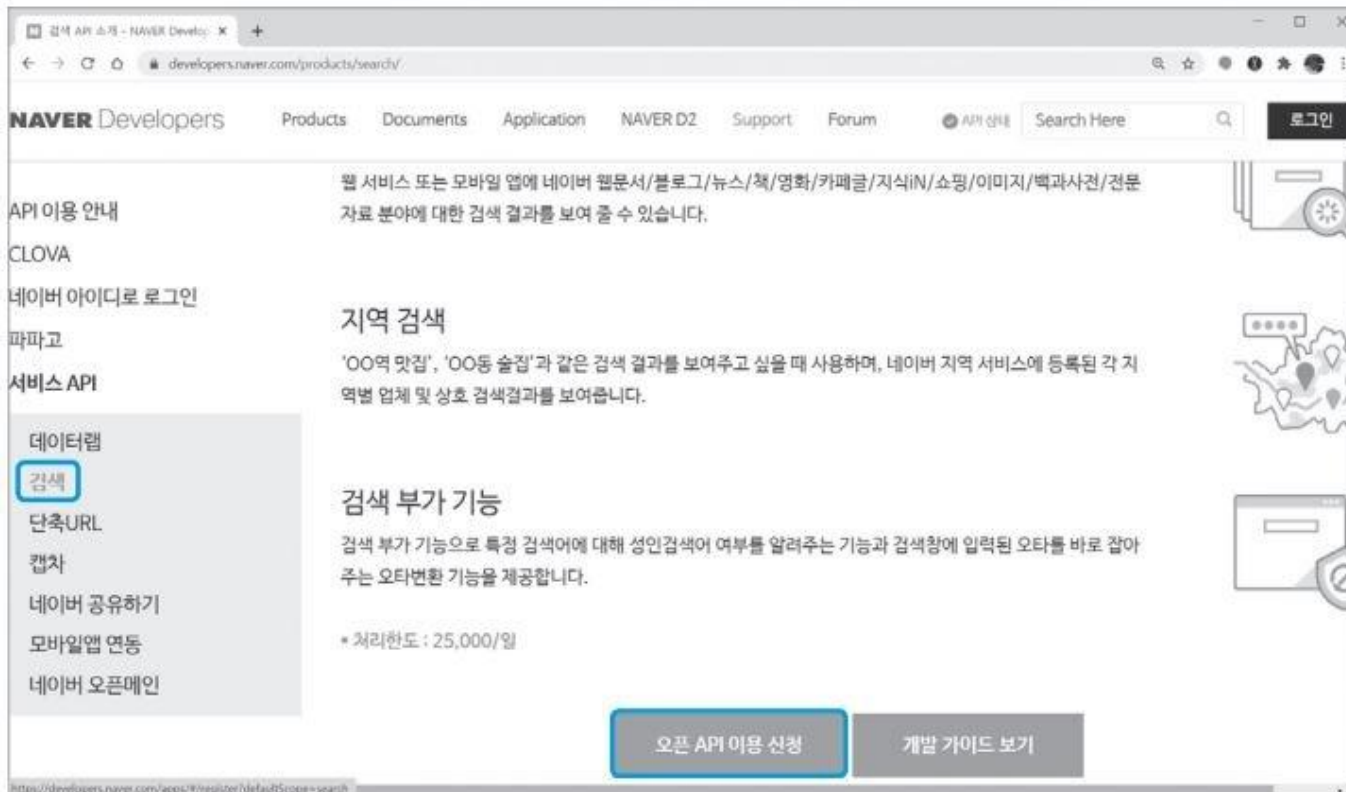 검색 API 소개 - NAVER Develop
developers.naver.com/products/search/
NAVER Developers Products Documents Application NAVER D2 Support Forum API 상태 Search Here 로그인
웹 서비스 또는 모바일 앱에 네이버 웹문서/블로그/뉴스/책/영화/카페글/지식iN/쇼핑/이미지/백과사전/전문
자료 분야에 대한 검색 결과를 보여 줄 수 있습니다.
API 이용 안내
CLOVA
네이버 아이디로 로그인
파파고
서비스 API
데이터랩
검색
단축URL
캡차
네이버 공유하기
모바일앱 연동
네이버 오픈메인
지역 검색
'OO역 맛집', 'OO동 술집'과 같은 검색 결과를 보여주고 싶을 때 사용하며, 네이버 지역 서비스에 등록된 각 지
역별 업체 및 상호 검색결과를 보여줍니다.
검색 부가 기능
검색 부가 기능으로 특정 검색어에 대해 성인검색어 여부를 알려주는 기능과 검색창에 입력된 오타를 바로 잡아
주는 오타변환 기능을 제공합니다.
* 처리한도 : 25,000/일
오픈 API 이용 신청 개발 가이드 보기
https://developers.naver.com/apps/#/register?defaultScope=search